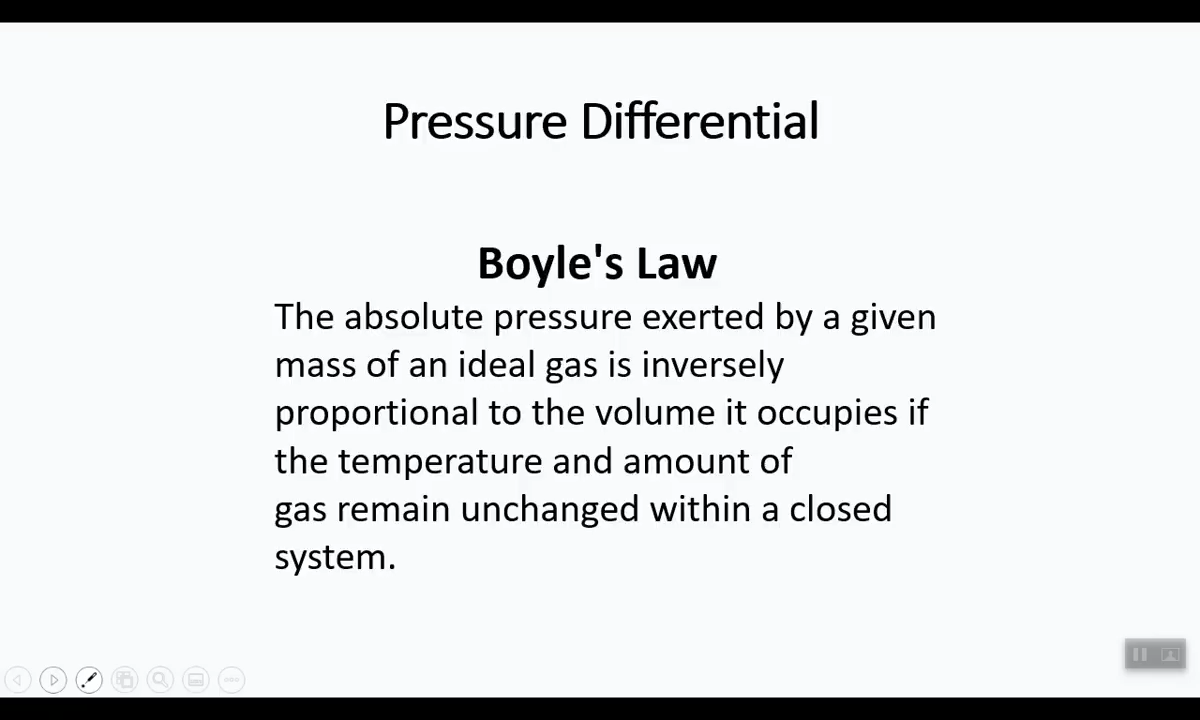 Pressure Differential
Boyle's Law
The absolute pressure exerted by a given
mass of an ideal gas is inversely
proportional to the volume it occupies if
the temperature and amount of
gas remain unchanged within a closed
system.